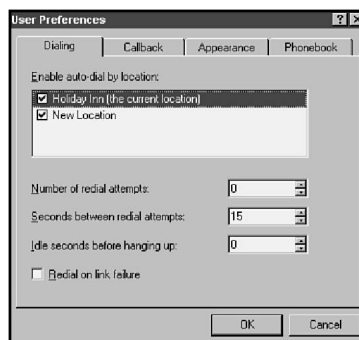 User Preferences
Dialing Callback Appearance Phonebook
Enable auto-dial by location:
Holiday Inn (the current location)
New Location
Number of redial attempts: 0
Seconds between redial attempts: 15
Idle seconds before hanging up: 0
Redial on link failure
OK Cancel